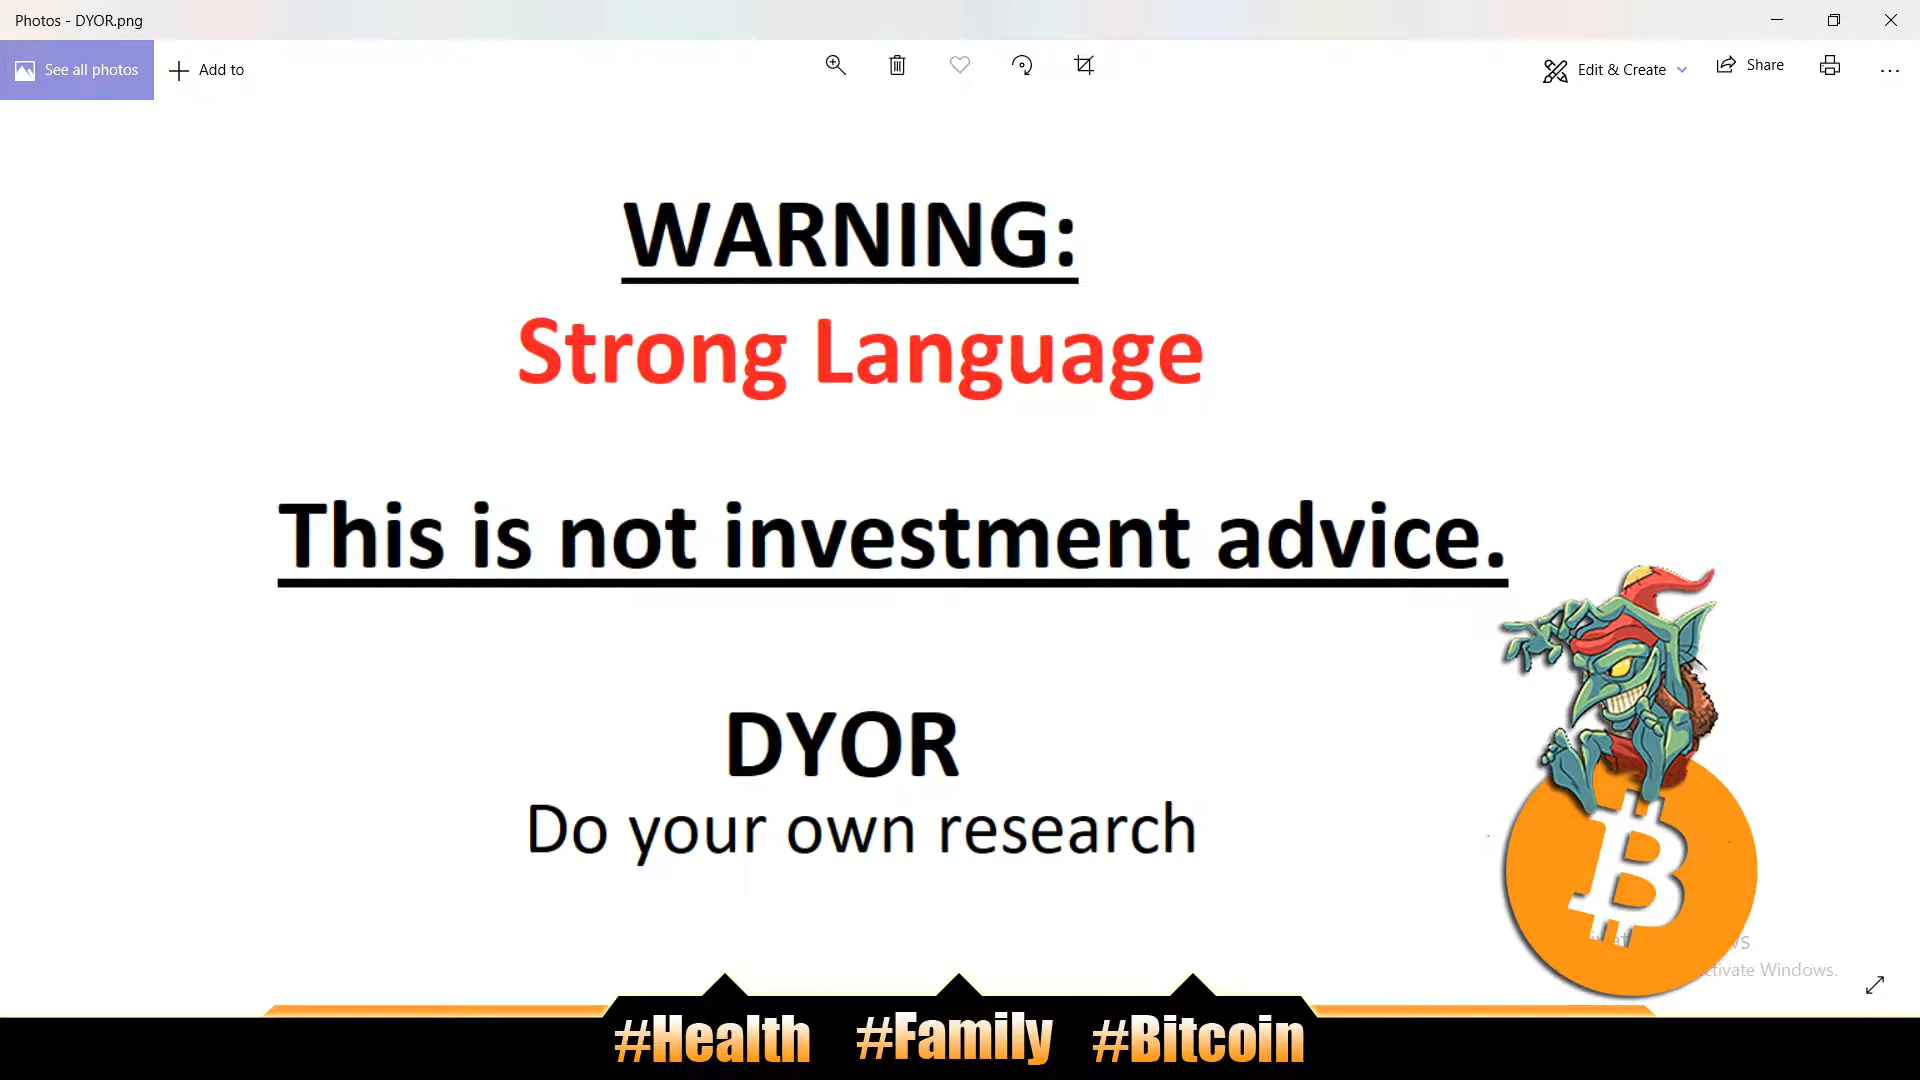 Photos - DYOR.png
See all photos
Add to
Edit & Create
Share
WARNING:
Strong Language
This is not investment advice.
DYOR
Do your own research
Windows.
#Health #Family #Bitcoin